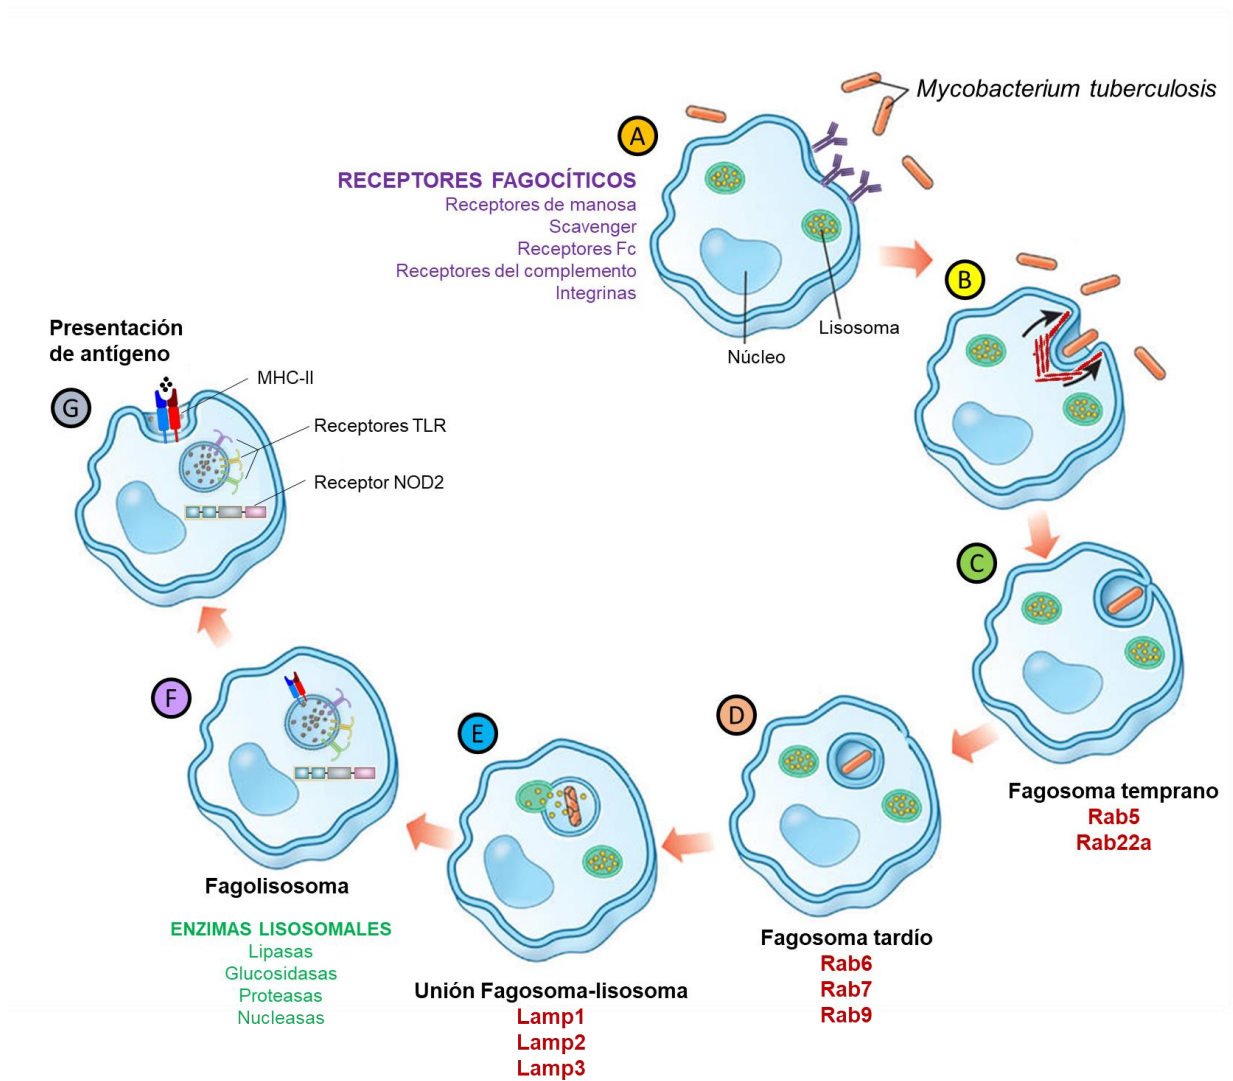 Mycobacterium tuberculosis
A
RECEPTORES FAGOCÍTICOS
Receptores de manosa
Scavenger
Receptores Fc
Receptores del complemento
Integrinas
Lisosoma
Núcleo
B
C
Fagosoma temprano
Rab5
Rab22a
D
Fagosoma tardío
Rab6
Rab7
Rab9
E
Unión Fagosoma-lisosoma
Lamp1
Lamp2
Lamp3
F
Fagolisosoma
ENZIMAS LISOSOMALES
Lipasas
Glucosidasas
Proteasas
Nucleasas
Presentación
de antígeno
G
MHC-II
Receptores TLR
Receptor NOD2